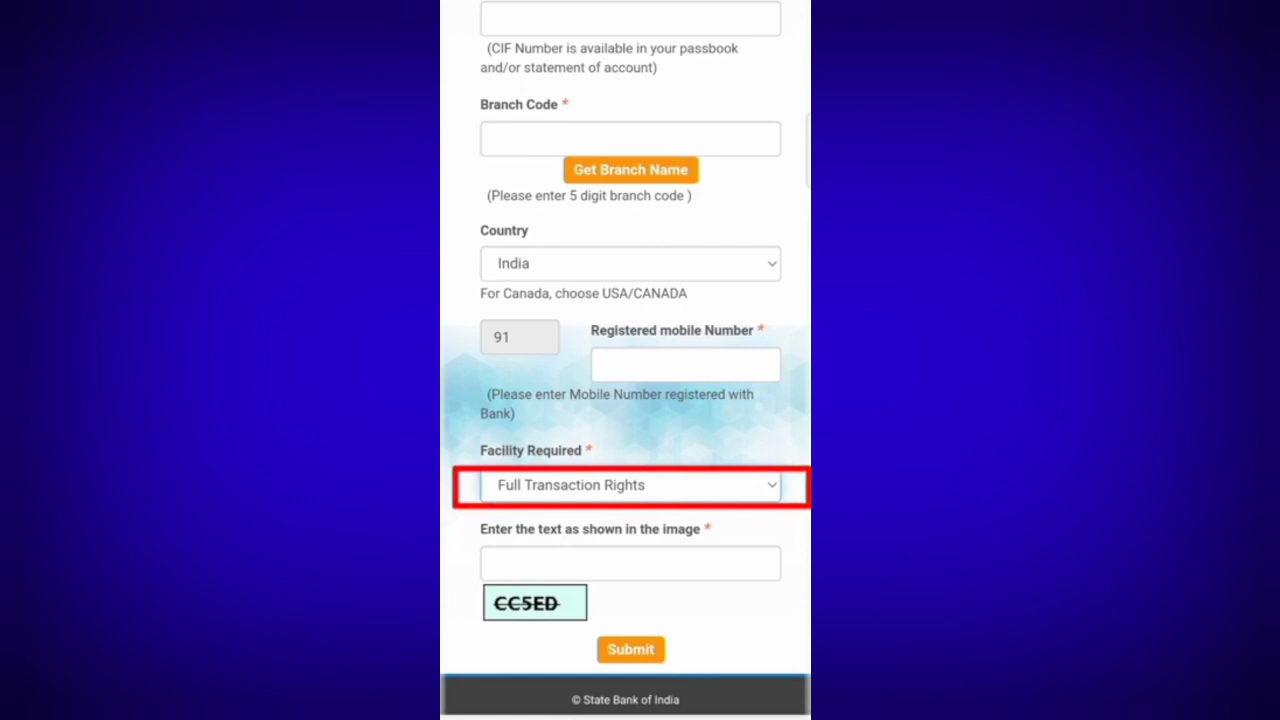 (CIF Number is available in your passbook
and/or statement of account)
Branch Code *
Get Branch Name
(Please enter 5 digit branch code )
Country
India
For Canada, choose USA/CANADA
91
Registered mobile Number *
(Please enter Mobile Number registered with
Bank)
Facility Required *
Full Transaction Rights
Enter the text as shown in the image *
CC5ED
Submit
© State Bank of India